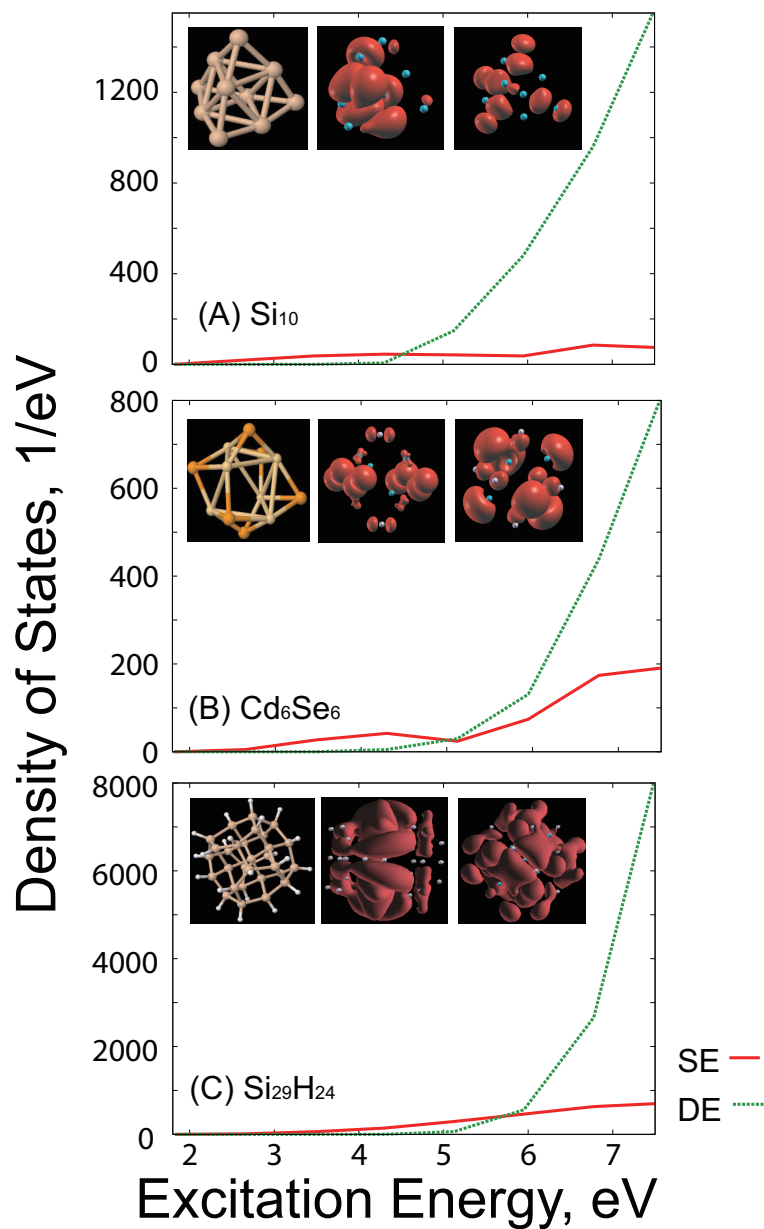 1200
800
400
0
(A) Si₁₀
Density of States, 1/eV
800
600
400
200
0
(B) Cd₆Se₆
8000
6000
4000
2000
0
(C) Si₂₉H₂₄
SE
DE
2 3 4 5 6 7
Excitation Energy, eV